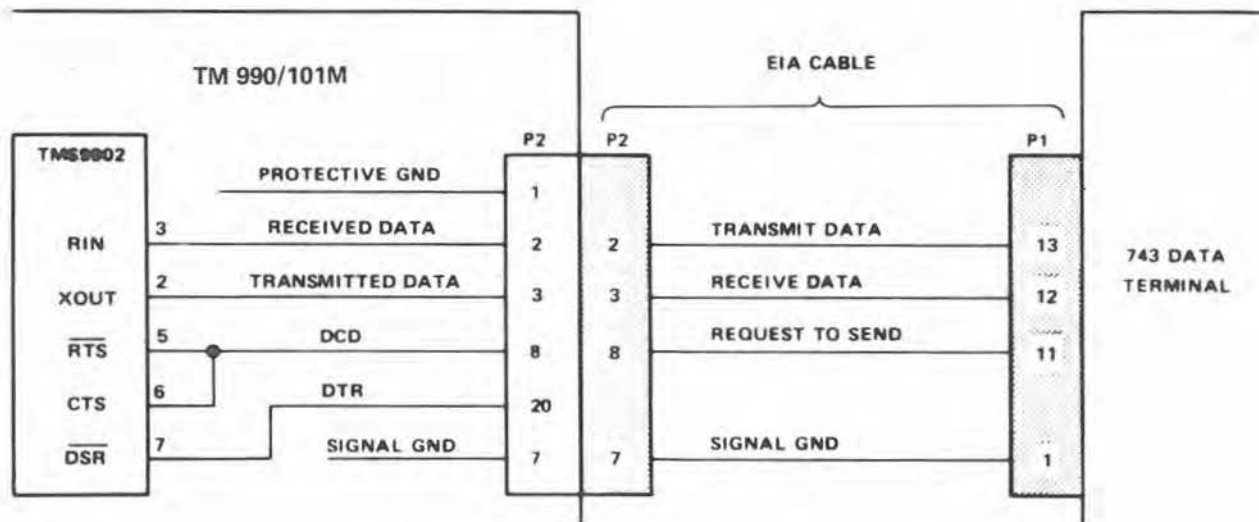 TM 990/101M
EIA CABLE
TMS9902
P2
P2
P1
PROTECTIVE GND
1
RIN
3
RECEIVED DATA
2
2
TRANSMIT DATA
13
743 DATA
TERMINAL
XOUT
2
TRANSMITTED DATA
3
3
RECEIVE DATA
12
RTS
5
DCD
8
8
REQUEST TO SEND
11
CTS
6
DTR
20
DSR
7
SIGNAL GND
7
7
SIGNAL GND
1